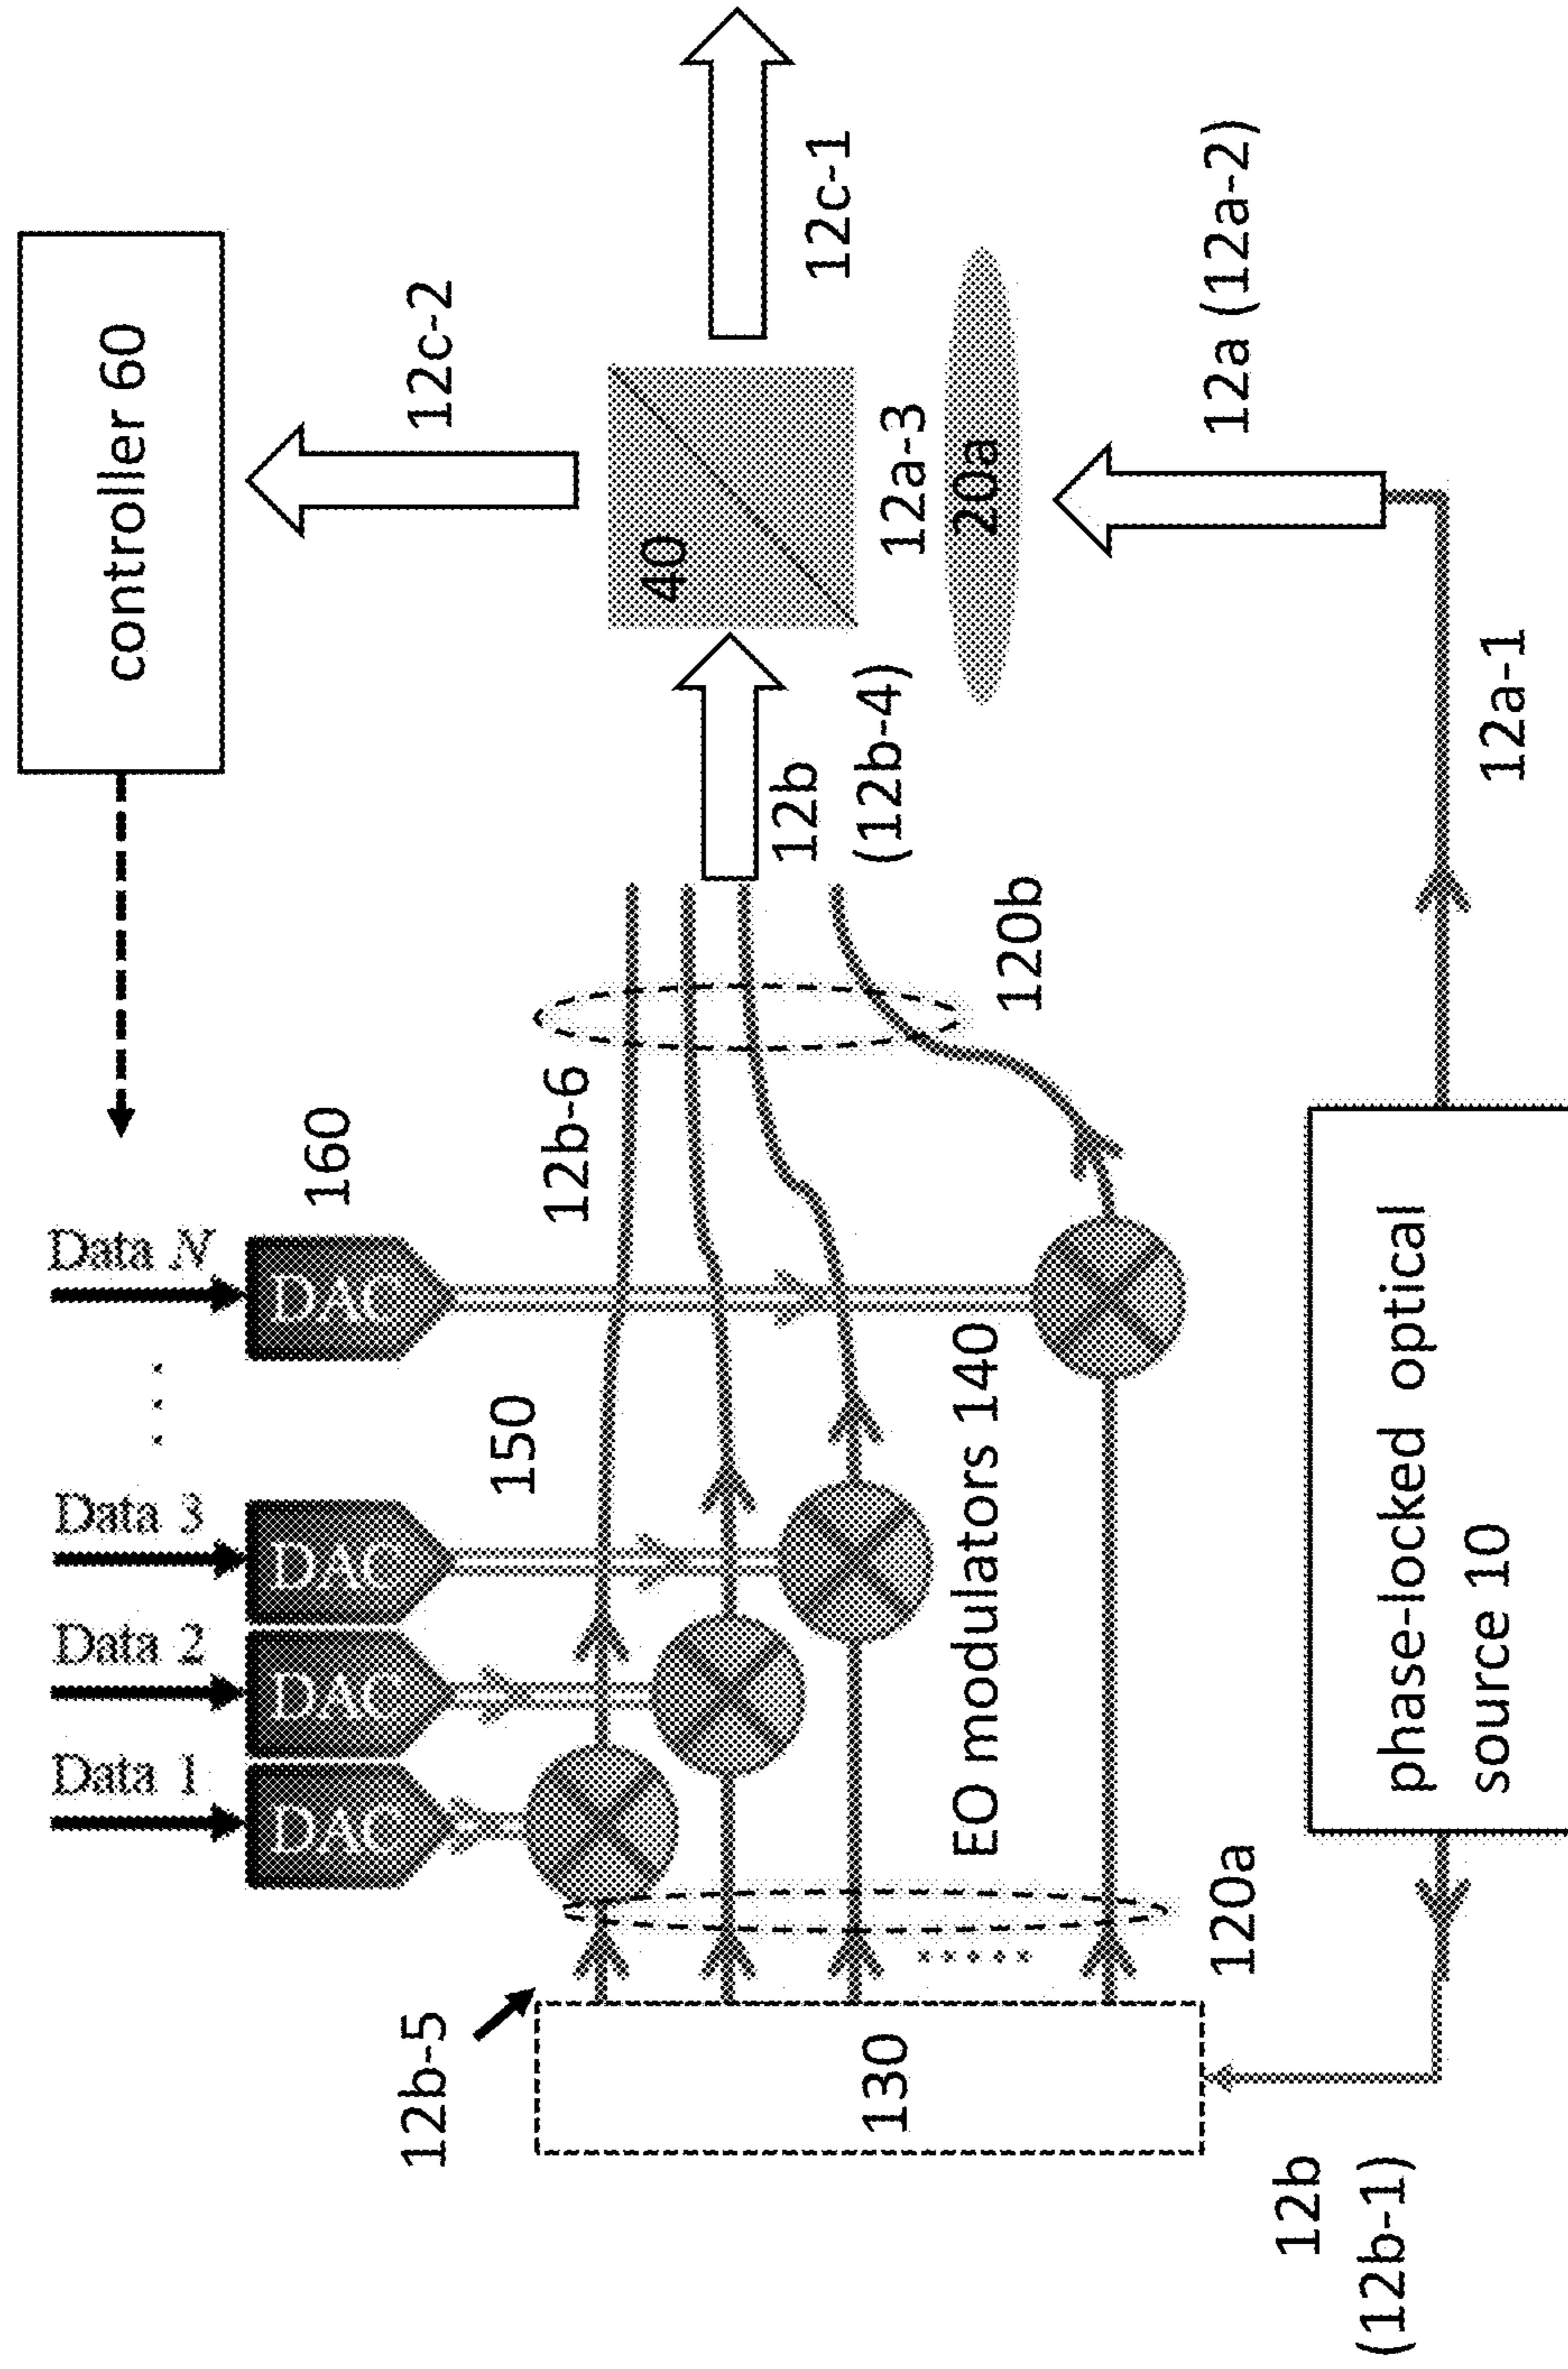 Data 1
Data 2
Data 3
. . .
Data N
DAC
DAC
DAC
DAC
160
controller 60
12b-5
150
12b-6
12c-2
130
EO modulators 140
120a
120b
12b
(12b-4)
40
12a-3
20a
12c-1
12b
(12b-1)
phase-locked optical
source 10
12a-1
12a (12a-2)